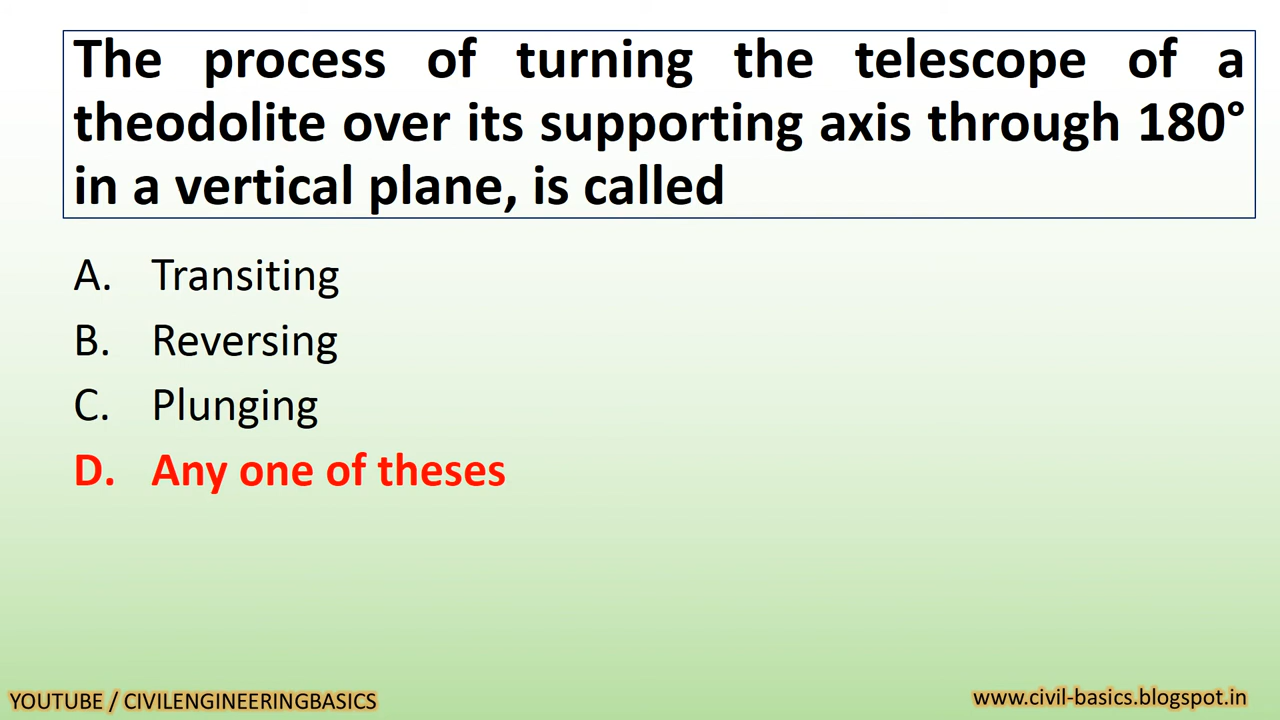 The process of turning the telescope of a
theodolite over its supporting axis through 180°
in a vertical plane, is called
A. Transiting
B. Reversing
C. Plunging
D. Any one of theses
YOUTUBE / CIVILENGINEERINGBASICS
www.civil-basics.blogspot.in